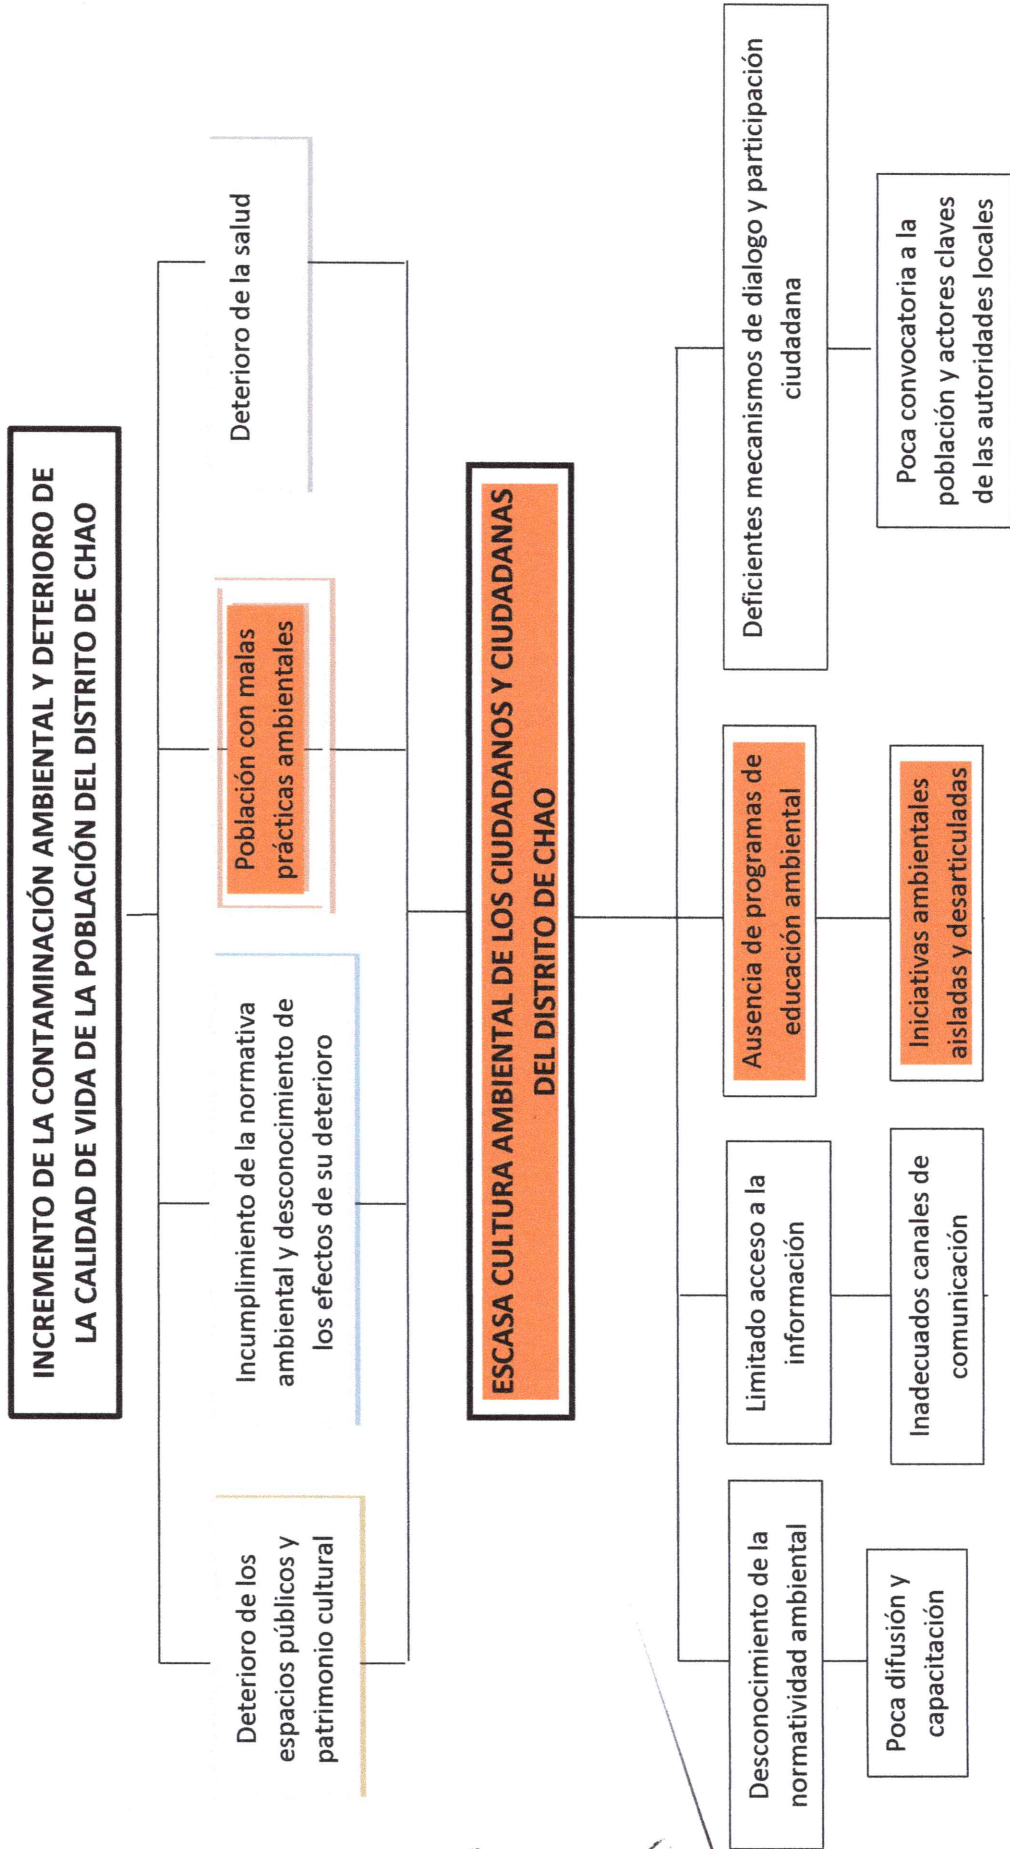 INCREMENTO DE LA CONTAMINACIÓN AMBIENTAL Y DETERIORO DE
LA CALIDAD DE VIDA DE LA POBLACIÓN DEL DISTRITO DE CHAO
Deterioro de los
espacios públicos y
patrimonio cultural
Incumplimiento de la normativa
ambiental y desconocimiento de
los efectos de su deterioro
Población con malas
prácticas ambientales
Deterioro de la salud
ESCASA CULTURA AMBIENTAL DE LOS CIUDADANOS Y CIUDADANAS
DEL DISTRITO DE CHAO
Desconocimiento de la
normatividad ambiental
Limitado acceso a la
información
Ausencia de programas de
educación ambiental
Deficientes mecanismos de dialogo y participación
ciudadana
Poca difusión y
capacitación
Inadecuados canales de
comunicación
Iniciativas ambientales
aisladas y desarticuladas
Poca convocatoria a la
población y actores claves
de las autoridades locales